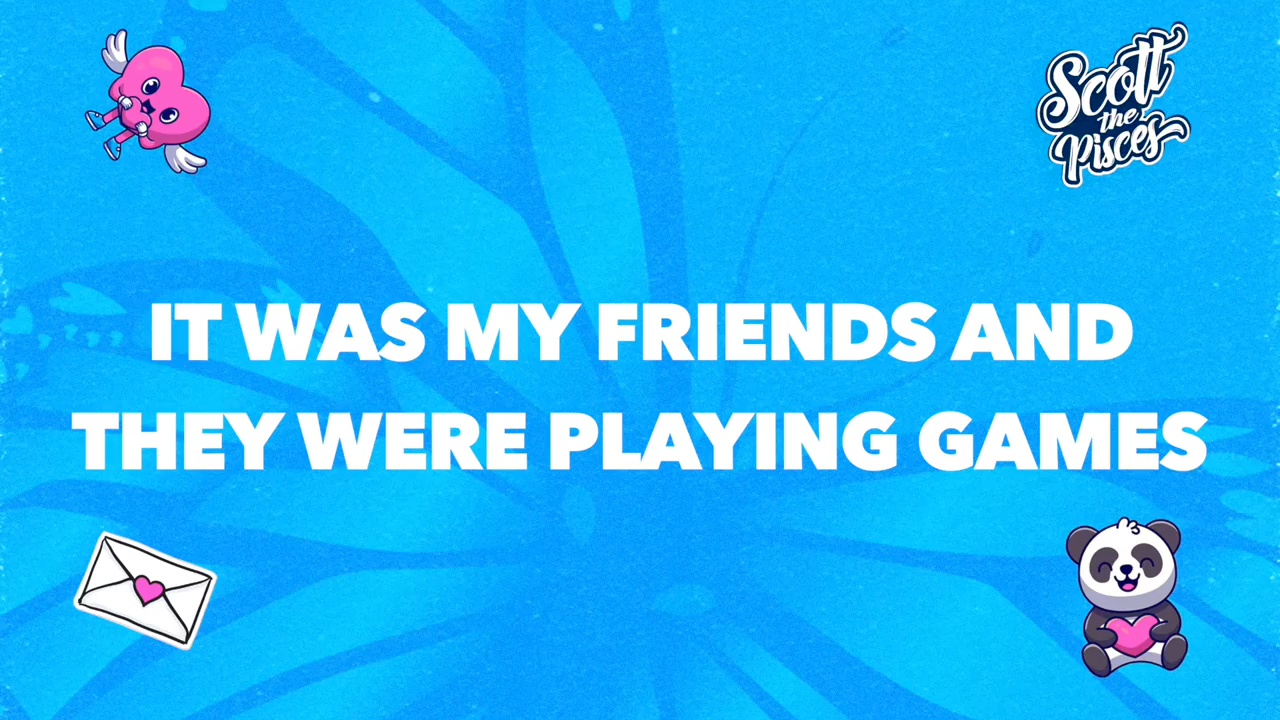 Scott
the
Pisces
IT WAS MY FRIENDS AND
THEY WERE PLAYING GAMES